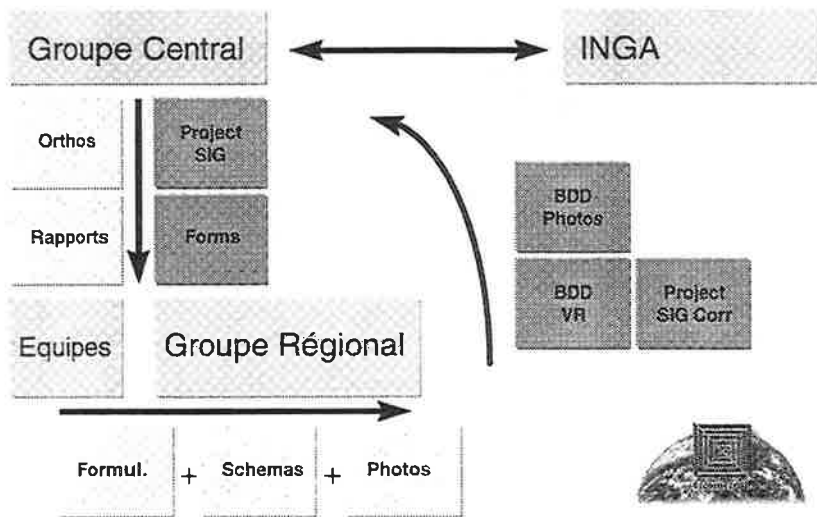 Groupe Central
INGA
Orthos
Project
SIG
Rapports
Forms
BDD
Photos
BDD
VR
Project
SIG Corr
Equipes
Groupe Régional
Formul.
+
Schemas
+
Photos